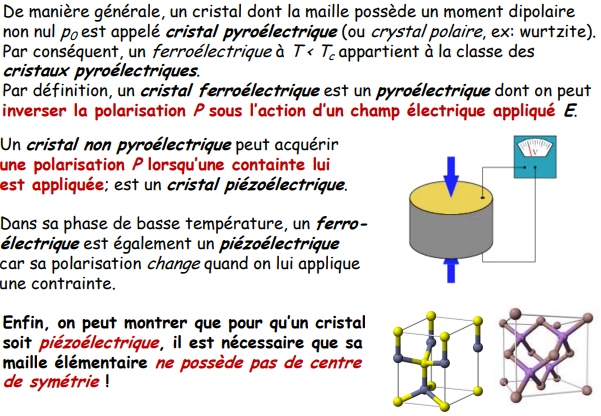 De manière générale, un cristal dont la maille possède un moment dipolaire
non nul p0 est appelé cristal pyroélectrique (ou crystal polaire, ex: wurtzite).
Par conséquent, un ferroélectrique à T < Tc appartient à la classe des
cristaux pyroélectriques.
Par définition, un cristal ferroélectrique est un pyroélectrique dont on peut
inverser la polarisation P sous l'action d'un champ électrique appliqué E.
Un cristal non pyroélectrique peut acquérir
une polarisation P lorsqu'une containte lui
est appliquée; est un cristal piézoélectrique.
Dans sa phase de basse température, un ferro-
électrique est également un piézoélectrique
car sa polarisation change quand on lui applique
une contrainte.
Enfin, on peut montrer que pour qu'un cristal
soit piézoélectrique, il est nécessaire que sa
maille élémentaire ne possède pas de centre
de symétrie !